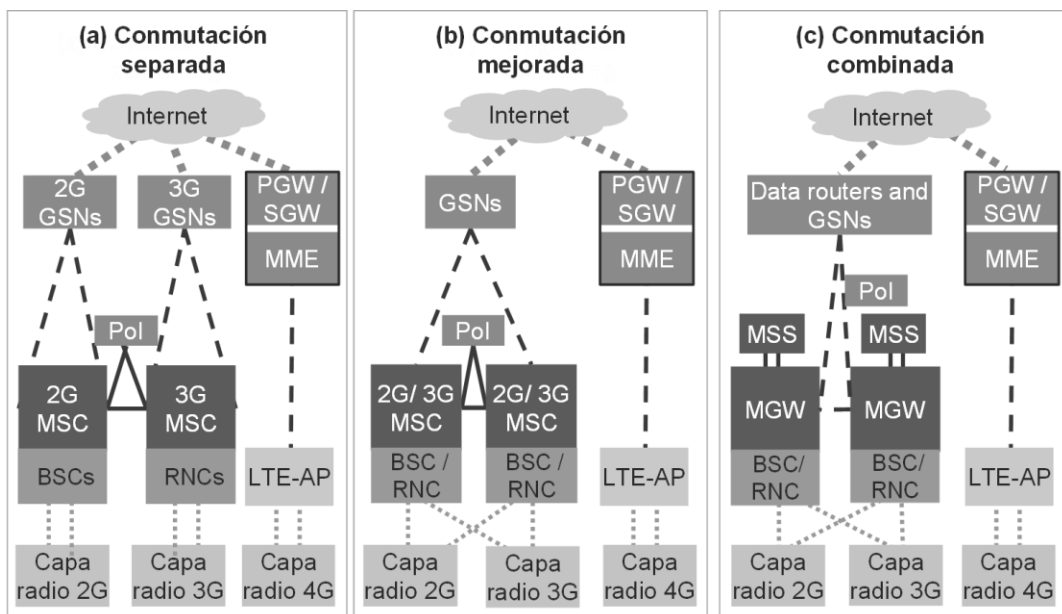 (a) Conmutación
separada
Internet
2G
GSNs
3G
GSNs
PGW /
SGW
MME
PoI
2G
MSC
3G
MSC
BSCs
RNCs
LTE-AP
Capa
radio 2G
Capa
radio 3G
Capa
radio 4G
(b) Conmutación
mejorada
Internet
GSNs
PGW /
SGW
MME
PoI
2G/ 3G
MSC
2G/ 3G
MSC
BSC /
RNC
BSC /
RNC
LTE-AP
Capa
radio 2G
Capa
radio 3G
Capa
radio 4G
(c) Conmutación
combinada
Internet
Data routers and
GSNs
PGW /
SGW
MME
PoI
MSS
MSS
MGW
MGW
BSC/
RNC
BSC/
RNC
LTE-AP
Capa
radio 2G
Capa
radio 3G
Capa
radio 4G